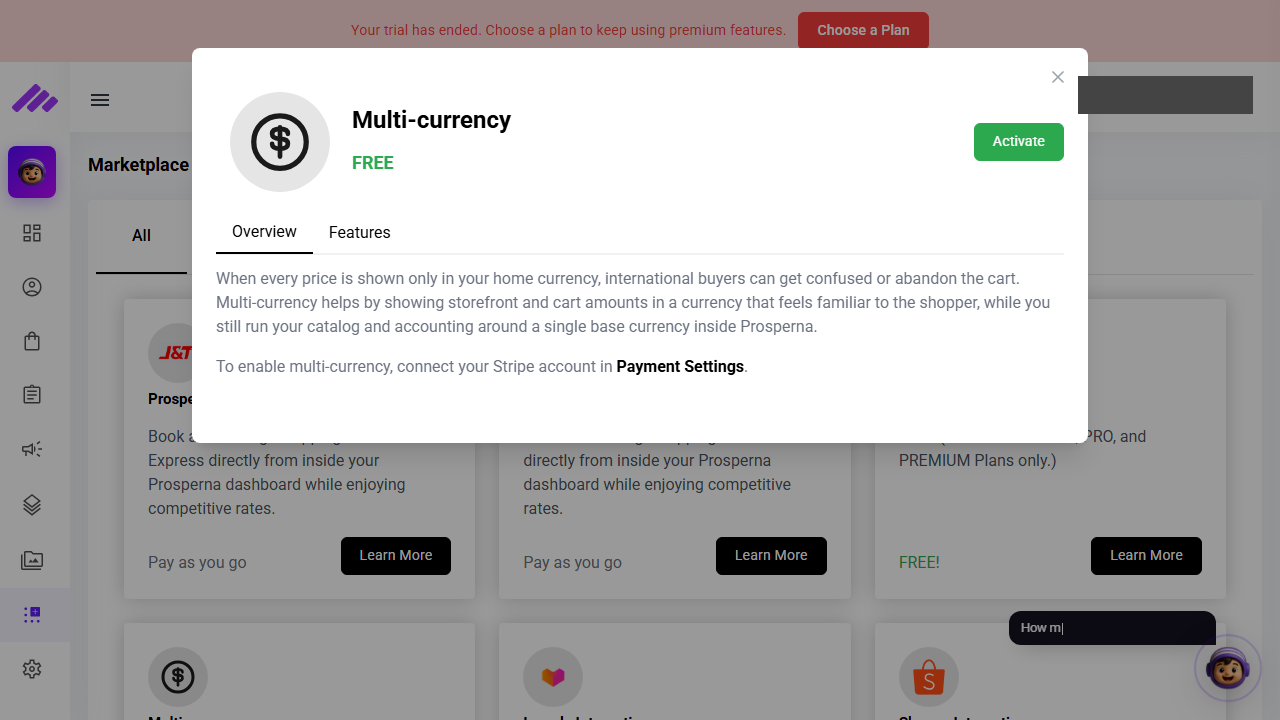 Your trial has ended. Choose a plan to keep using premium features.
Choose a Plan
Marketplace
All
Multi-currency
FREE
Activate
Overview
Features
When every price is shown only in your home currency, international buyers can get confused or abandon the cart.
Multi-currency helps by showing storefront and cart amounts in a currency that feels familiar to the shopper, while you
still run your catalog and accounting around a single base currency inside Prosperna.
To enable multi-currency, connect your Stripe account in Payment Settings.
J&T
Book a
Express directly from inside your
Prosperna dashboard while enjoying
competitive rates.
Pay as you go
Learn More
directly from inside your Prosperna
dashboard while enjoying competitive
rates.
Pay as you go
Learn More
PRO, and
PREMIUM Plans only.)
FREE!
Learn More
How m